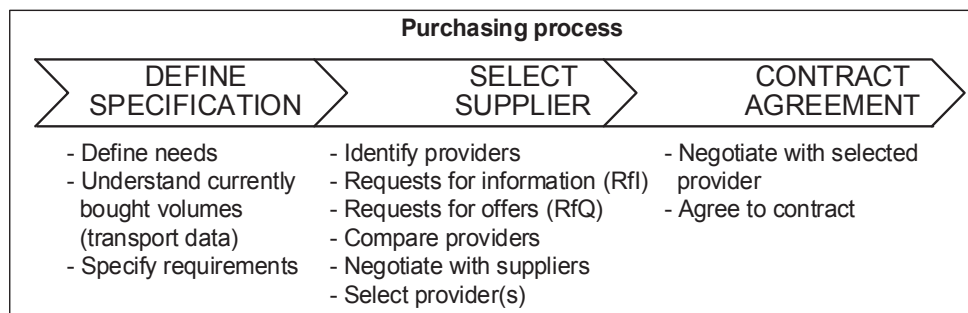 Purchasing process
DEFINE
SPECIFICATION
SELECT
SUPPLIER
CONTRACT
AGREEMENT
- Define needs
- Understand currently
bought volumes
(transport data)
- Specify requirements
- Identify providers
- Requests for information (RfI)
- Requests for offers (RfQ)
- Compare providers
- Negotiate with suppliers
- Select provider(s)
- Negotiate with selected
provider
- Agree to contract